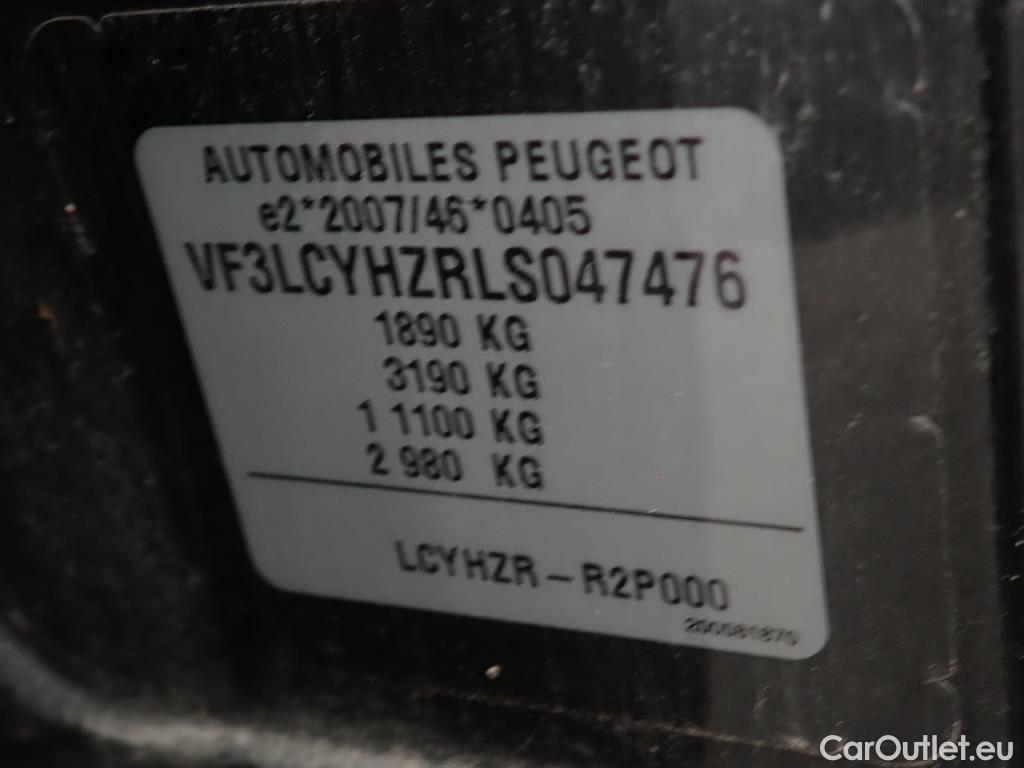 AUTOMOBILES PEUGEOT
e2*2007/46*0405
VF3LCYHZRLS047476
1890 KG
3190 KG
1 1100 KG
2 980 KG
LCYHZR-R2P000
200581870
CarOutlet.eu